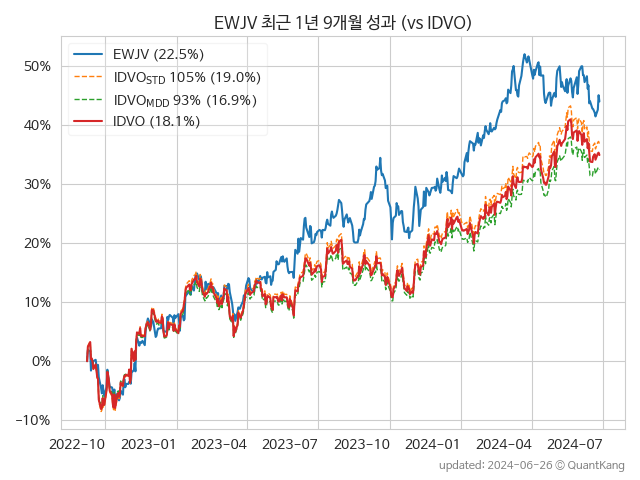 EWJV 최근 1년 9개월 성과 (vs IDVO)
EWJV (22.5%)
IDVO_STD 105% (19.0%)
IDVO_MDD 93% (16.9%)
IDVO (18.1%)
50%
40%
30%
20%
10%
0%
−10%
2022-10 2023-01 2023-04 2023-07 2023-10 2024-01 2024-04 2024-07
updated: 2024-06-26 © QuantKang